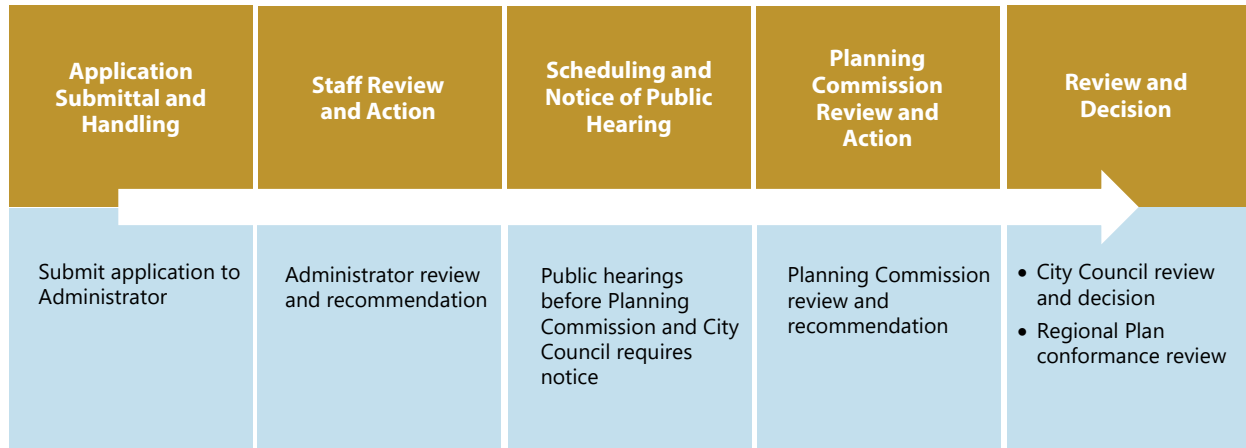 Application
Submittal and
Handling
Staff Review
and Action
Scheduling and
Notice of Public
Hearing
Planning
Commission
Review and
Action
Review and
Decision
Submit application to
Administrator
Administrator review
and recommendation
Public hearings
before Planning
Commission and City
Council requires
notice
Planning Commission
review and
recommendation
• City Council review
and decision
• Regional Plan
conformance review